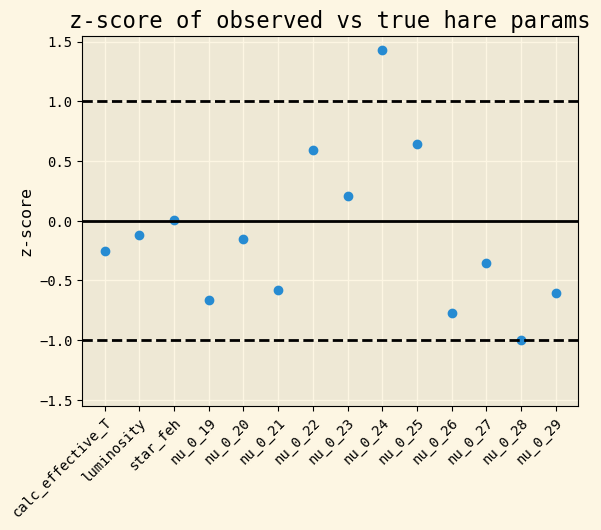 z-score of observed vs true hare params
z-score
1.5
1.0
0.5
0.0
−0.5
−1.0
−1.5
calc_effective_T
luminosity
star_feh
nu_0_19
nu_0_20
nu_0_21
nu_0_22
nu_0_23
nu_0_24
nu_0_25
nu_0_26
nu_0_27
nu_0_28
nu_0_29